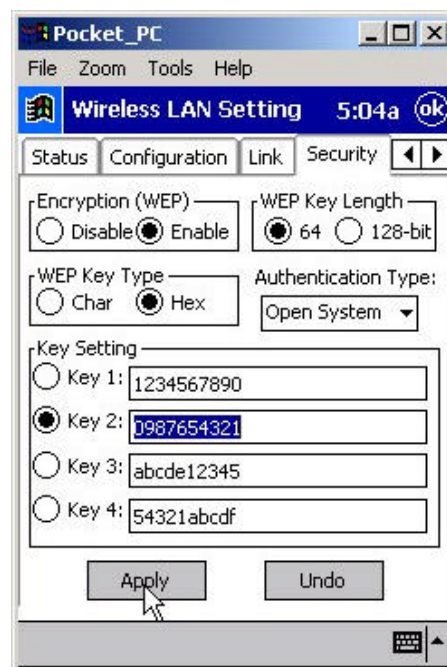 Pocket_PC
File Zoom Tools Help
Wireless LAN Setting 5:04a ok
Status Configuration Link Security
Encryption (WEP) WEP Key Length
Disable Enable 64 128-bit
WEP Key Type Authentication Type:
Char Hex Open System
Key Setting
Key 1: 1234567890
Key 2: 0987654321
Key 3: abcde12345
Key 4: 54321abcdf
Apply Undo